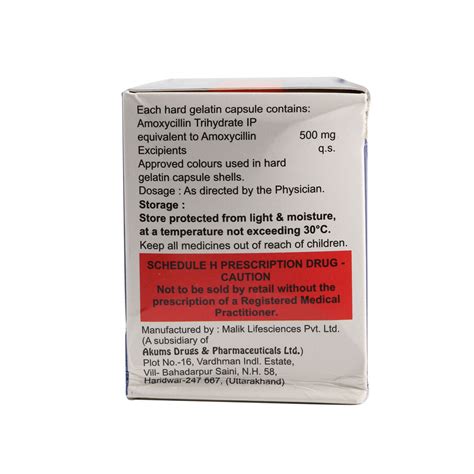 Each hard gelatin capsule contains:
Amoxycillin Trihydrate IP
equivalent to Amoxycillin 500 mg
Excipients q.s.
Approved colours used in hard
gelatin capsule shells.
Dosage : As directed by the Physician.
Storage :
Store protected from light & moisture,
at a temperature not exceeding 30°C.
Keep all medicines out of reach of children.
SCHEDULE H PRESCRIPTION DRUG -
CAUTION
Not to be sold by retail without the
prescription of a Registered Medical
Practitioner.
Manufactured by : Malik Lifesciences Pvt. Ltd.
(A subsidiary of
Akums Drugs & Pharmaceuticals Ltd.)
Plot No.-16, Vardhman Indl. Estate,
Vill- Bahadarpur Saini, N.H. 58,
Haridwar-247 667, (Uttarakhand)